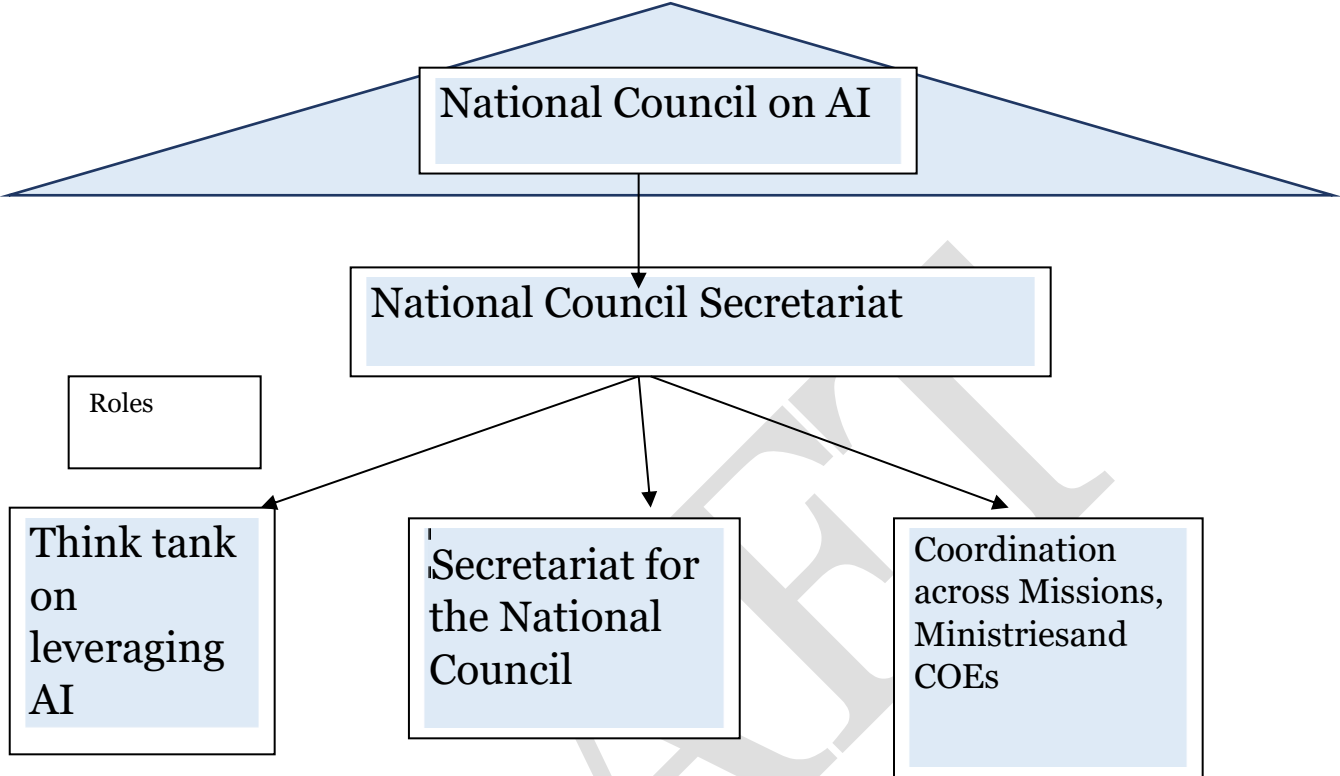 National Council on AI
National Council Secretariat
Roles
Think tank
on
leveraging
AI
Secretariat for
the National
Council
Coordination
across Missions,
Ministriesand
COEs